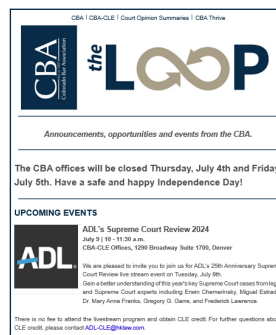 CBA | CBA-CLE | Court Opinion Summaries | CBA Thrive
CBA
Colorado Bar Association
the LOOP
Announcements, opportunities and events from the CBA.
The CBA offices will be closed Thursday, July 4th and Friday
July 5th. Have a safe and happy Independence Day!
UPCOMING EVENTS
ADL
ADL's Supreme Court Review 2024
July 9 | 10 - 11:30 a.m.
CBA-CLE Offices, 1290 Broadway Suite 1700, Denver
We are pleased to invite you to join us for ADL's 25th Anniversary Suprem
Court Review live stream event on Tuesday, July 9th.
Gain a better understanding of this year's key Supreme Court cases from leg
and Supreme Court experts including Erwin Chemerinsky, Miguel Estrad
Dr. Mary Anne Franks, Gregory G. Garre, and Frederick Lawrence.
There is no fee to attend the livestream program and obtain CLE credit. For further questions abo
CLE credit, please contact ADL-CLE@hklaw.com.